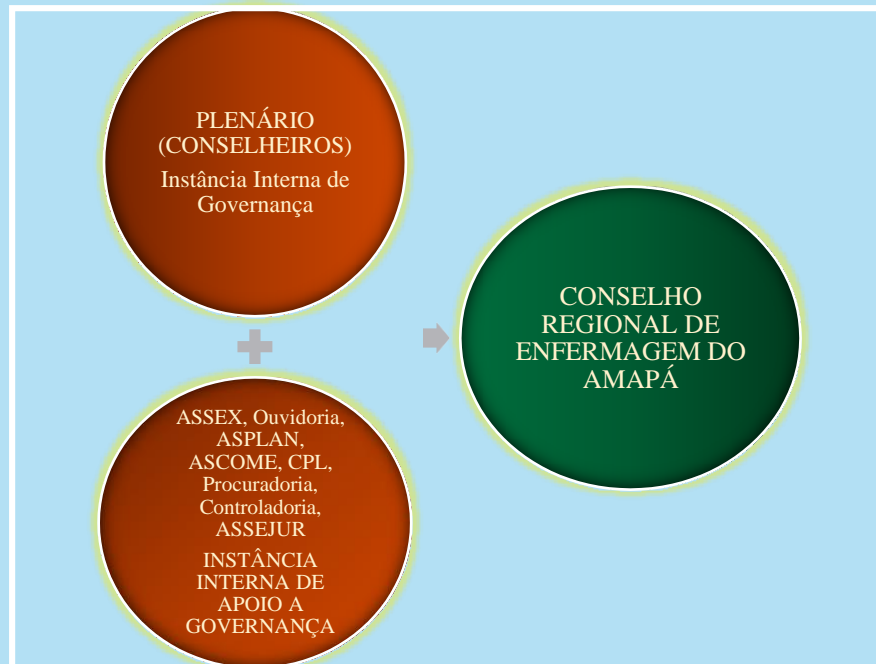 PLENÁRIO
(CONSELHEIROS)
Instância Interna de
Governança
ASSEX, Ouvidoria,
ASPLAN,
ASCOME, CPL,
Procuradoria,
Controladoria,
ASSEJUR
INSTÂNCIA
INTERNA DE
APOIO A
GOVERNANÇA
CONSELHO
REGIONAL DE
ENFERMAGEM DO
AMAPÁ